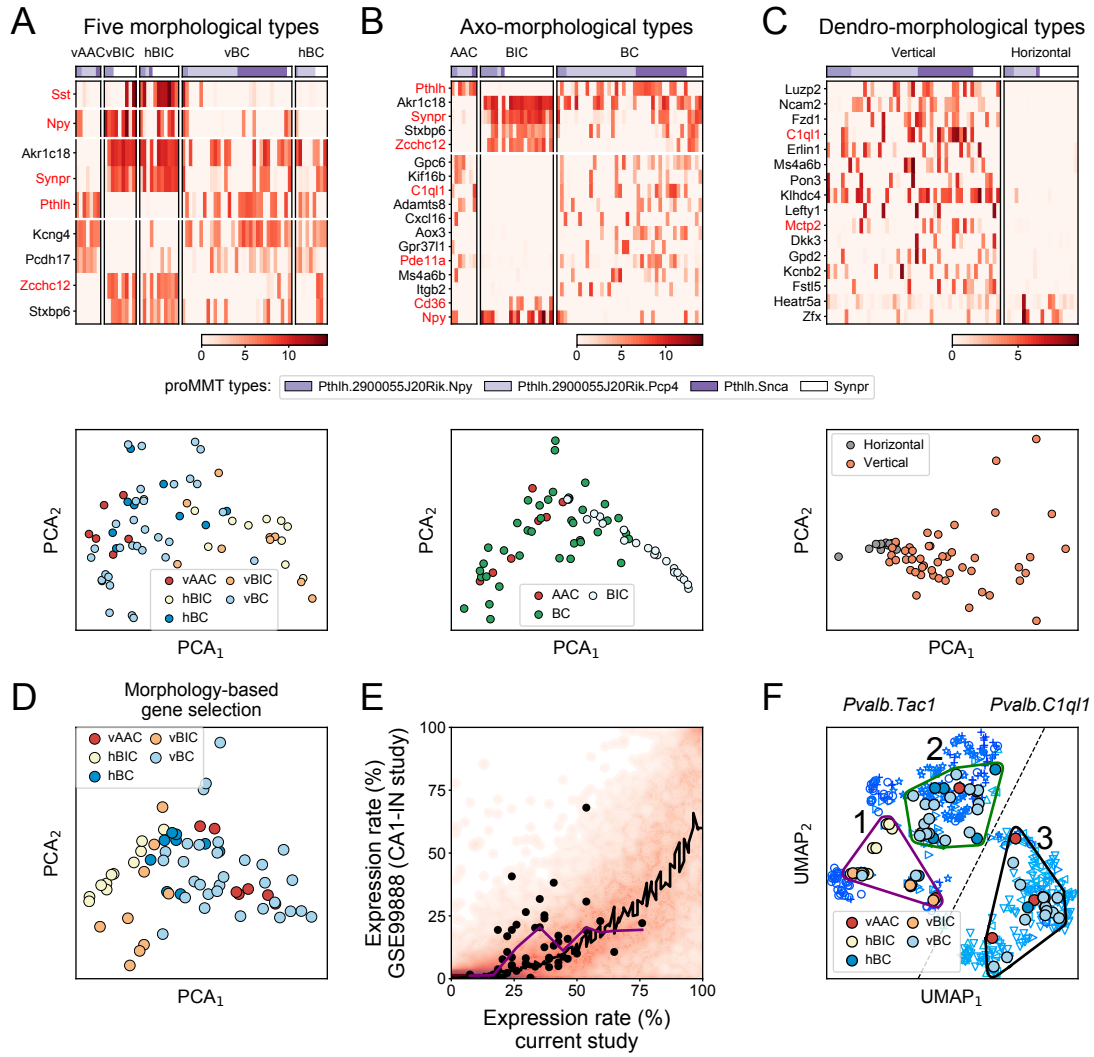 A
Five morphological types
vAAC vBIC hBIC vBC hBC
Sst
Npy
Akr1c18
Synpr
Pthlh
Kcng4
Pcdh17
Zcchc12
Stxbp6
0 5 10
B
Axo-morphological types
AAC BIC BC
Pthlh
Akr1c18
Synpr
Stxbp6
Zcchc12
Gpc6
Kif16b
C1ql1
Adamts8
Cxcl16
Aox3
Gpr37l1
Pde11a
Ms4a6b
Itgb2
Cd36
Npy
0 5 10
C
Dendro-morphological types
Vertical Horizontal
Luzp2
Ncam2
Fzd1
C1ql1
Erlin1
Ms4a6b
Pon3
Klhdc4
Lefty1
Mctp2
Dkk3
Gpd2
Kcnb2
Fstl5
Heatr5a
Zfx
0 5
proMMT types: Pthlh.2900055J20Rik.Npy Pthlh.2900055J20Rik.Pcp4 Pthlh.Snca Synpr
PCA2
vAAC vBIC
hBIC vBC
hBC
PCA1
PCA2
AAC BIC
BC
PCA1
PCA2
Horizontal
Vertical
PCA1
D
Morphology-based
gene selection
vAAC vBIC
hBIC vBC
hBC
PCA2
PCA1
E
Expression rate (%)
GSE99888 (CA1-IN study)
100
75
50
25
0
0 25 50 75 100
Expression rate (%)
current study
F
Pvalb.Tac1 Pvalb.C1ql1
2
1
3
UMAP2
vAAC vBIC
hBIC vBC
hBC
UMAP1